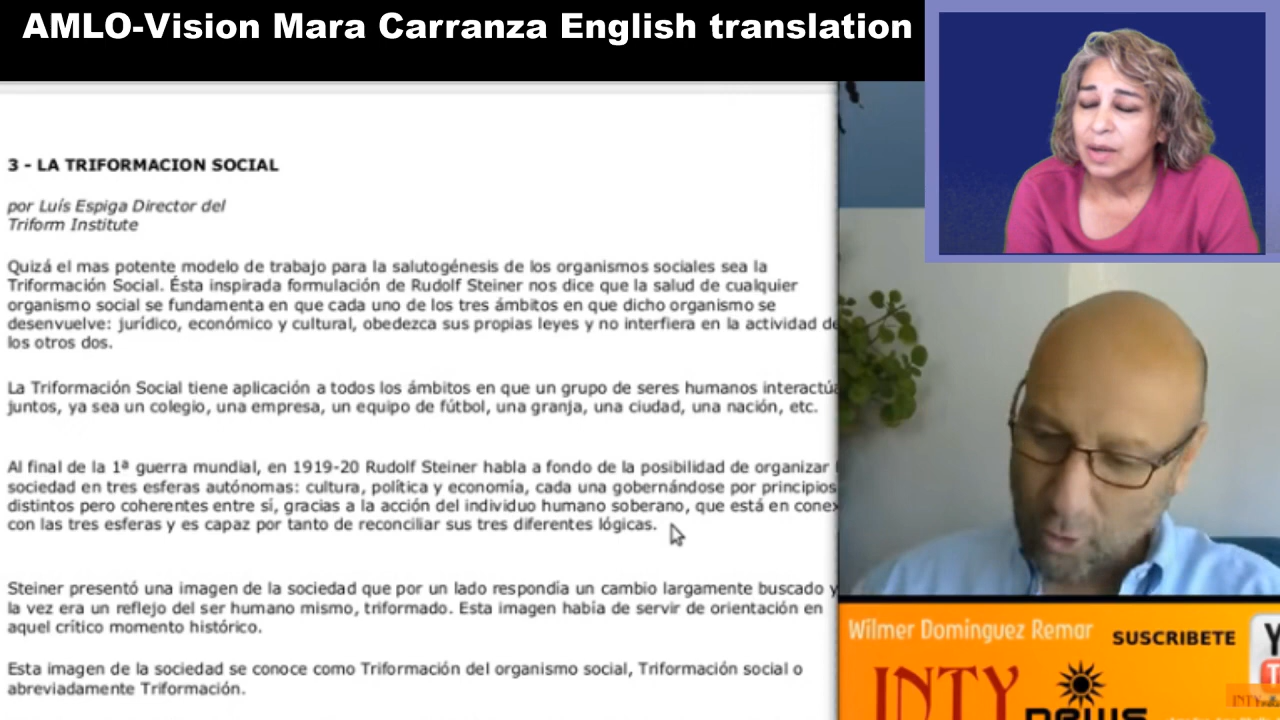 AMLO-Vision Mara Carranza English translation
3 - LA TRIFORMACION SOCIAL
por Luís Espiga Director del
Triform Institute
Quizá el mas potente modelo de trabajo para la salutogénesis de los organismos sociales sea la
Triformación Social. Ésta inspirada formulación de Rudolf Steiner nos dice que la salud de cualquier
organismo social se fundamenta en que cada uno de los tres ámbitos en que dicho organismo se
desenvuelve: jurídico, económico y cultural, obedezca sus propias leyes y no interfiera en la actividad de
los otros dos.
La Triformación Social tiene aplicación a todos los ámbitos en que un grupo de seres humanos interactúa
juntos, ya sea un colegio, una empresa, un equipo de fútbol, una granja, una ciudad, una nación, etc.
Al final de la 1ª guerra mundial, en 1919-20 Rudolf Steiner habla a fondo de la posibilidad de organizar
sociedad en tres esferas autónomas: cultura, política y economía, cada una gobernándose por principios
distintos pero coherentes entre sí, gracias a la acción del individuo humano soberano, que está en conex
con las tres esferas y es capaz por tanto de reconciliar sus tres diferentes lógicas.
Steiner presentó una imagen de la sociedad que por un lado respondía un cambio largamente buscado y
la vez era un reflejo del ser humano mismo, triformado. Esta imagen había de servir de orientación en
aquel crítico momento histórico.
Esta imagen de la sociedad se conoce como Triformación del organismo social, Triformación social o
abreviadamente Triformación.
Wilmer Dominguez Remar
SUSCRIBETE
INTY
news